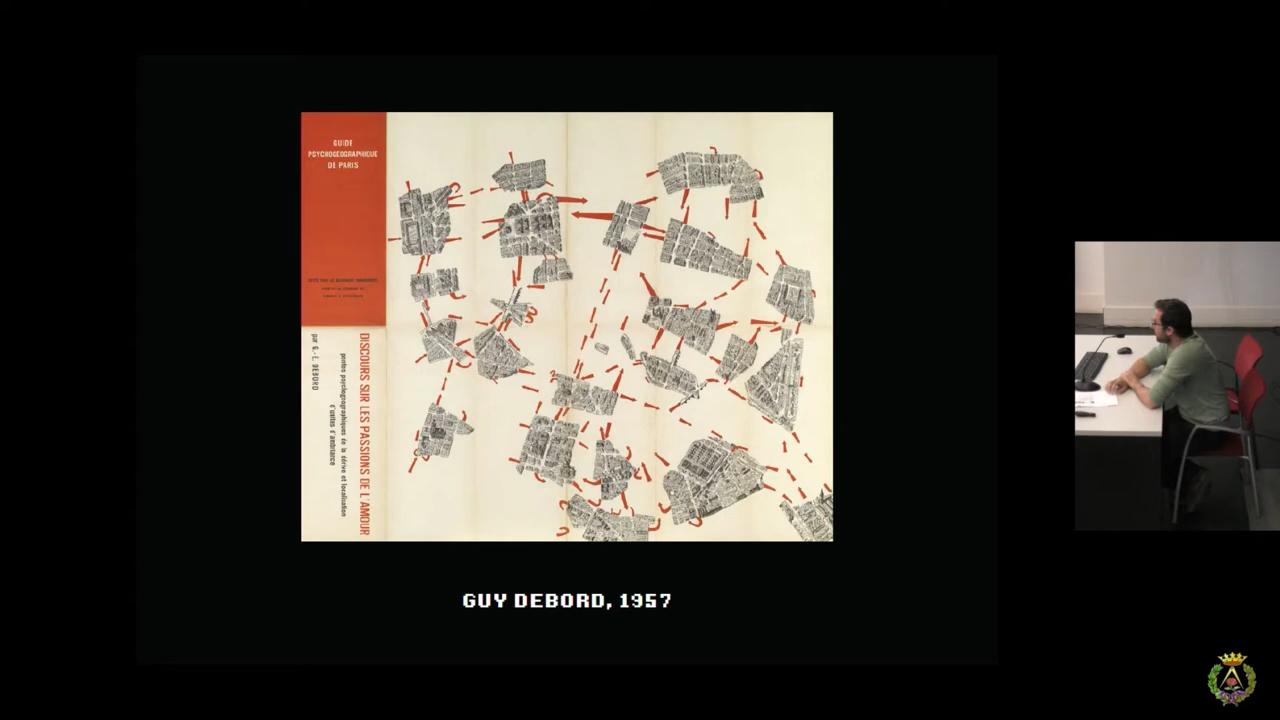 GUIDE
PSYCHOGEOGRAPHIQUE
DE PARIS
DISCOURS SUR LES PASSIONS DE L'AMOUR
pentes psychogeographiques de la dérive et localisation
d'unités d'ambiance
par G.-E. DEBORD
GUY DEBORD, 1957